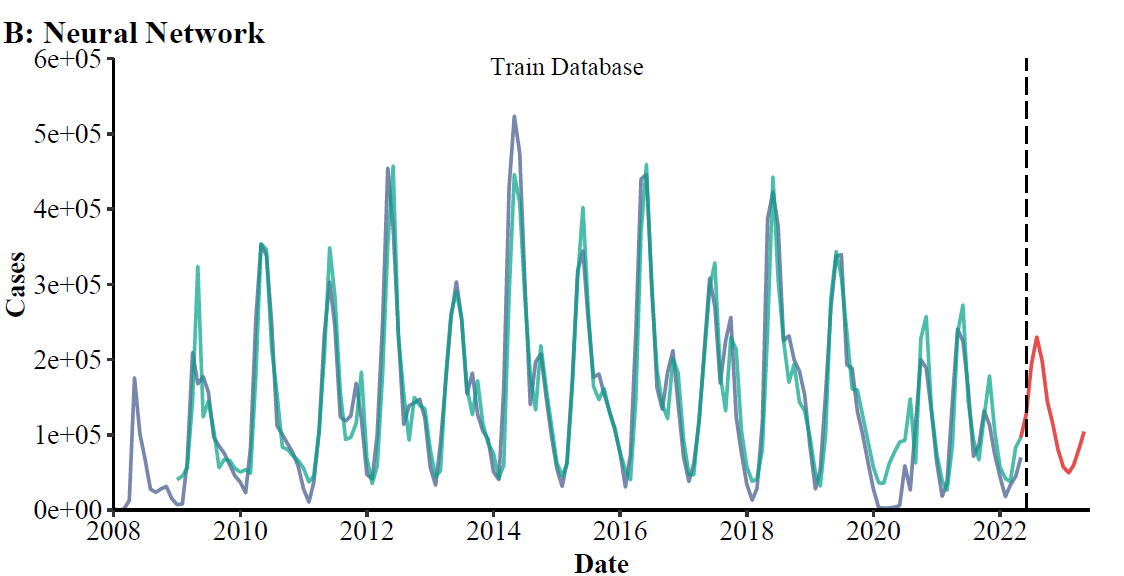 B: Neural Network
Train Database
6e+05
5e+05
4e+05
3e+05
2e+05
1e+05
0e+00
Cases
2008
2010
2012
2014
2016
2018
2020
2022
Date